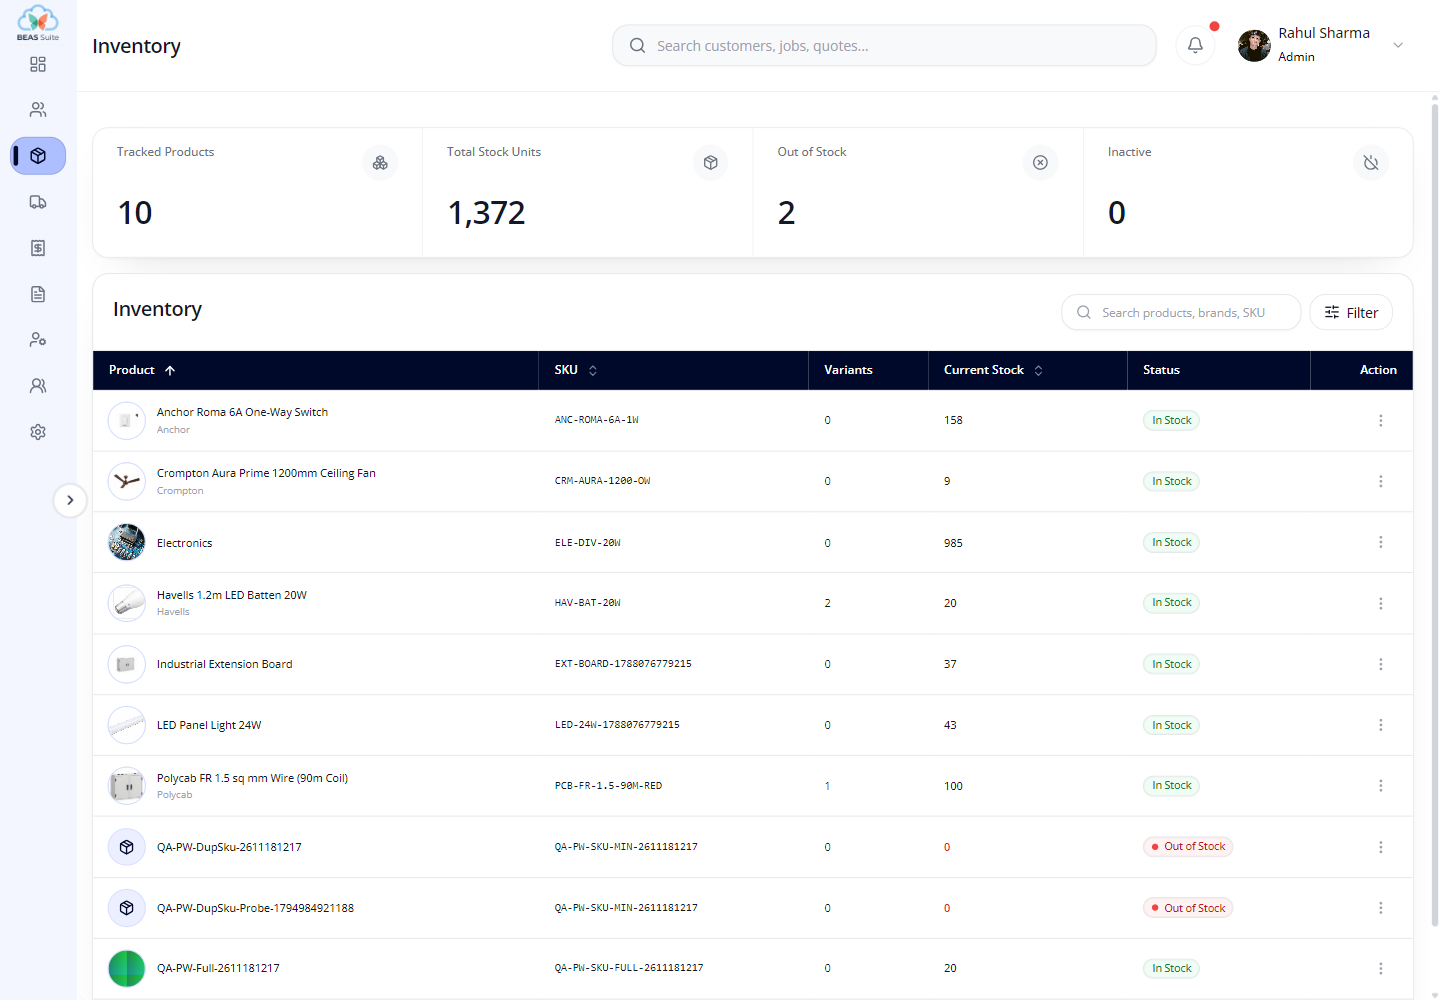 BEAS Suite
Inventory
Search customers, jobs, quotes...
Rahul Sharma
Admin
Tracked Products
10
Total Stock Units
1,372
Out of Stock
2
Inactive
0
Inventory
Search products, brands, SKU
Filter
Product SKU Variants Current Stock Status Action
Anchor Roma 6A One-Way Switch
Anchor
ANC-ROMA-6A-1W 0 158 In Stock
Crompton Aura Prime 1200mm Ceiling Fan
Crompton
CRM-AURA-1200-OW 0 9 In Stock
Electronics ELE-DIV-20W 0 985 In Stock
Havells 1.2m LED Batten 20W
Havells
HAV-BAT-20W 2 20 In Stock
Industrial Extension Board EXT-BOARD-1788076779215 0 37 In Stock
LED Panel Light 24W LED-24W-1788076779215 0 43 In Stock
Polycab FR 1.5 sq mm Wire (90m Coil)
Polycab
PCB-FR-1.5-90M-RED 1 100 In Stock
QA-PW-DupSku-2611181217 QA-PW-SKU-MIN-2611181217 0 0 Out of Stock
QA-PW-DupSku-Probe-1794984921188 QA-PW-SKU-MIN-2611181217 0 0 Out of Stock
QA-PW-Full-2611181217 QA-PW-SKU-FULL-2611181217 0 20 In Stock